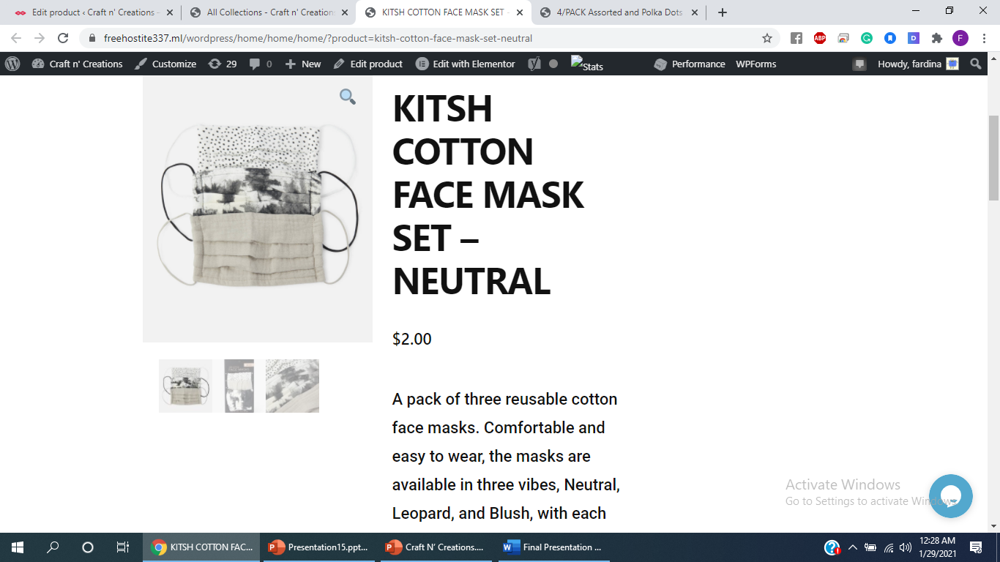 Edit product ‹ Craft n' Creations –
All Collections - Craft n' Creations
KITSH COTTON FACE MASK SET -
4/PACK Assorted and Polka Dots
freehostite337.ml/wordpress/home/home/home/?product=kitsh-cotton-face-mask-set-neutral
ABP
G
D
F
Craft n' Creations Customize 29 0 New Edit product Edit with Elementor Stats Performance WPForms Howdy, fardina
KITSH
COTTON
FACE MASK
SET –
NEUTRAL
$2.00
A pack of three reusable cotton
face masks. Comfortable and
easy to wear, the masks are
available in three vibes, Neutral,
Leopard, and Blush, with each
Activate Windows
Go to Settings to activate Windows.
KITSH COTTON FAC...
Presentation15.ppt...
Craft N' Creations....
Final Presentation ...
12:28 AM
1/29/2021